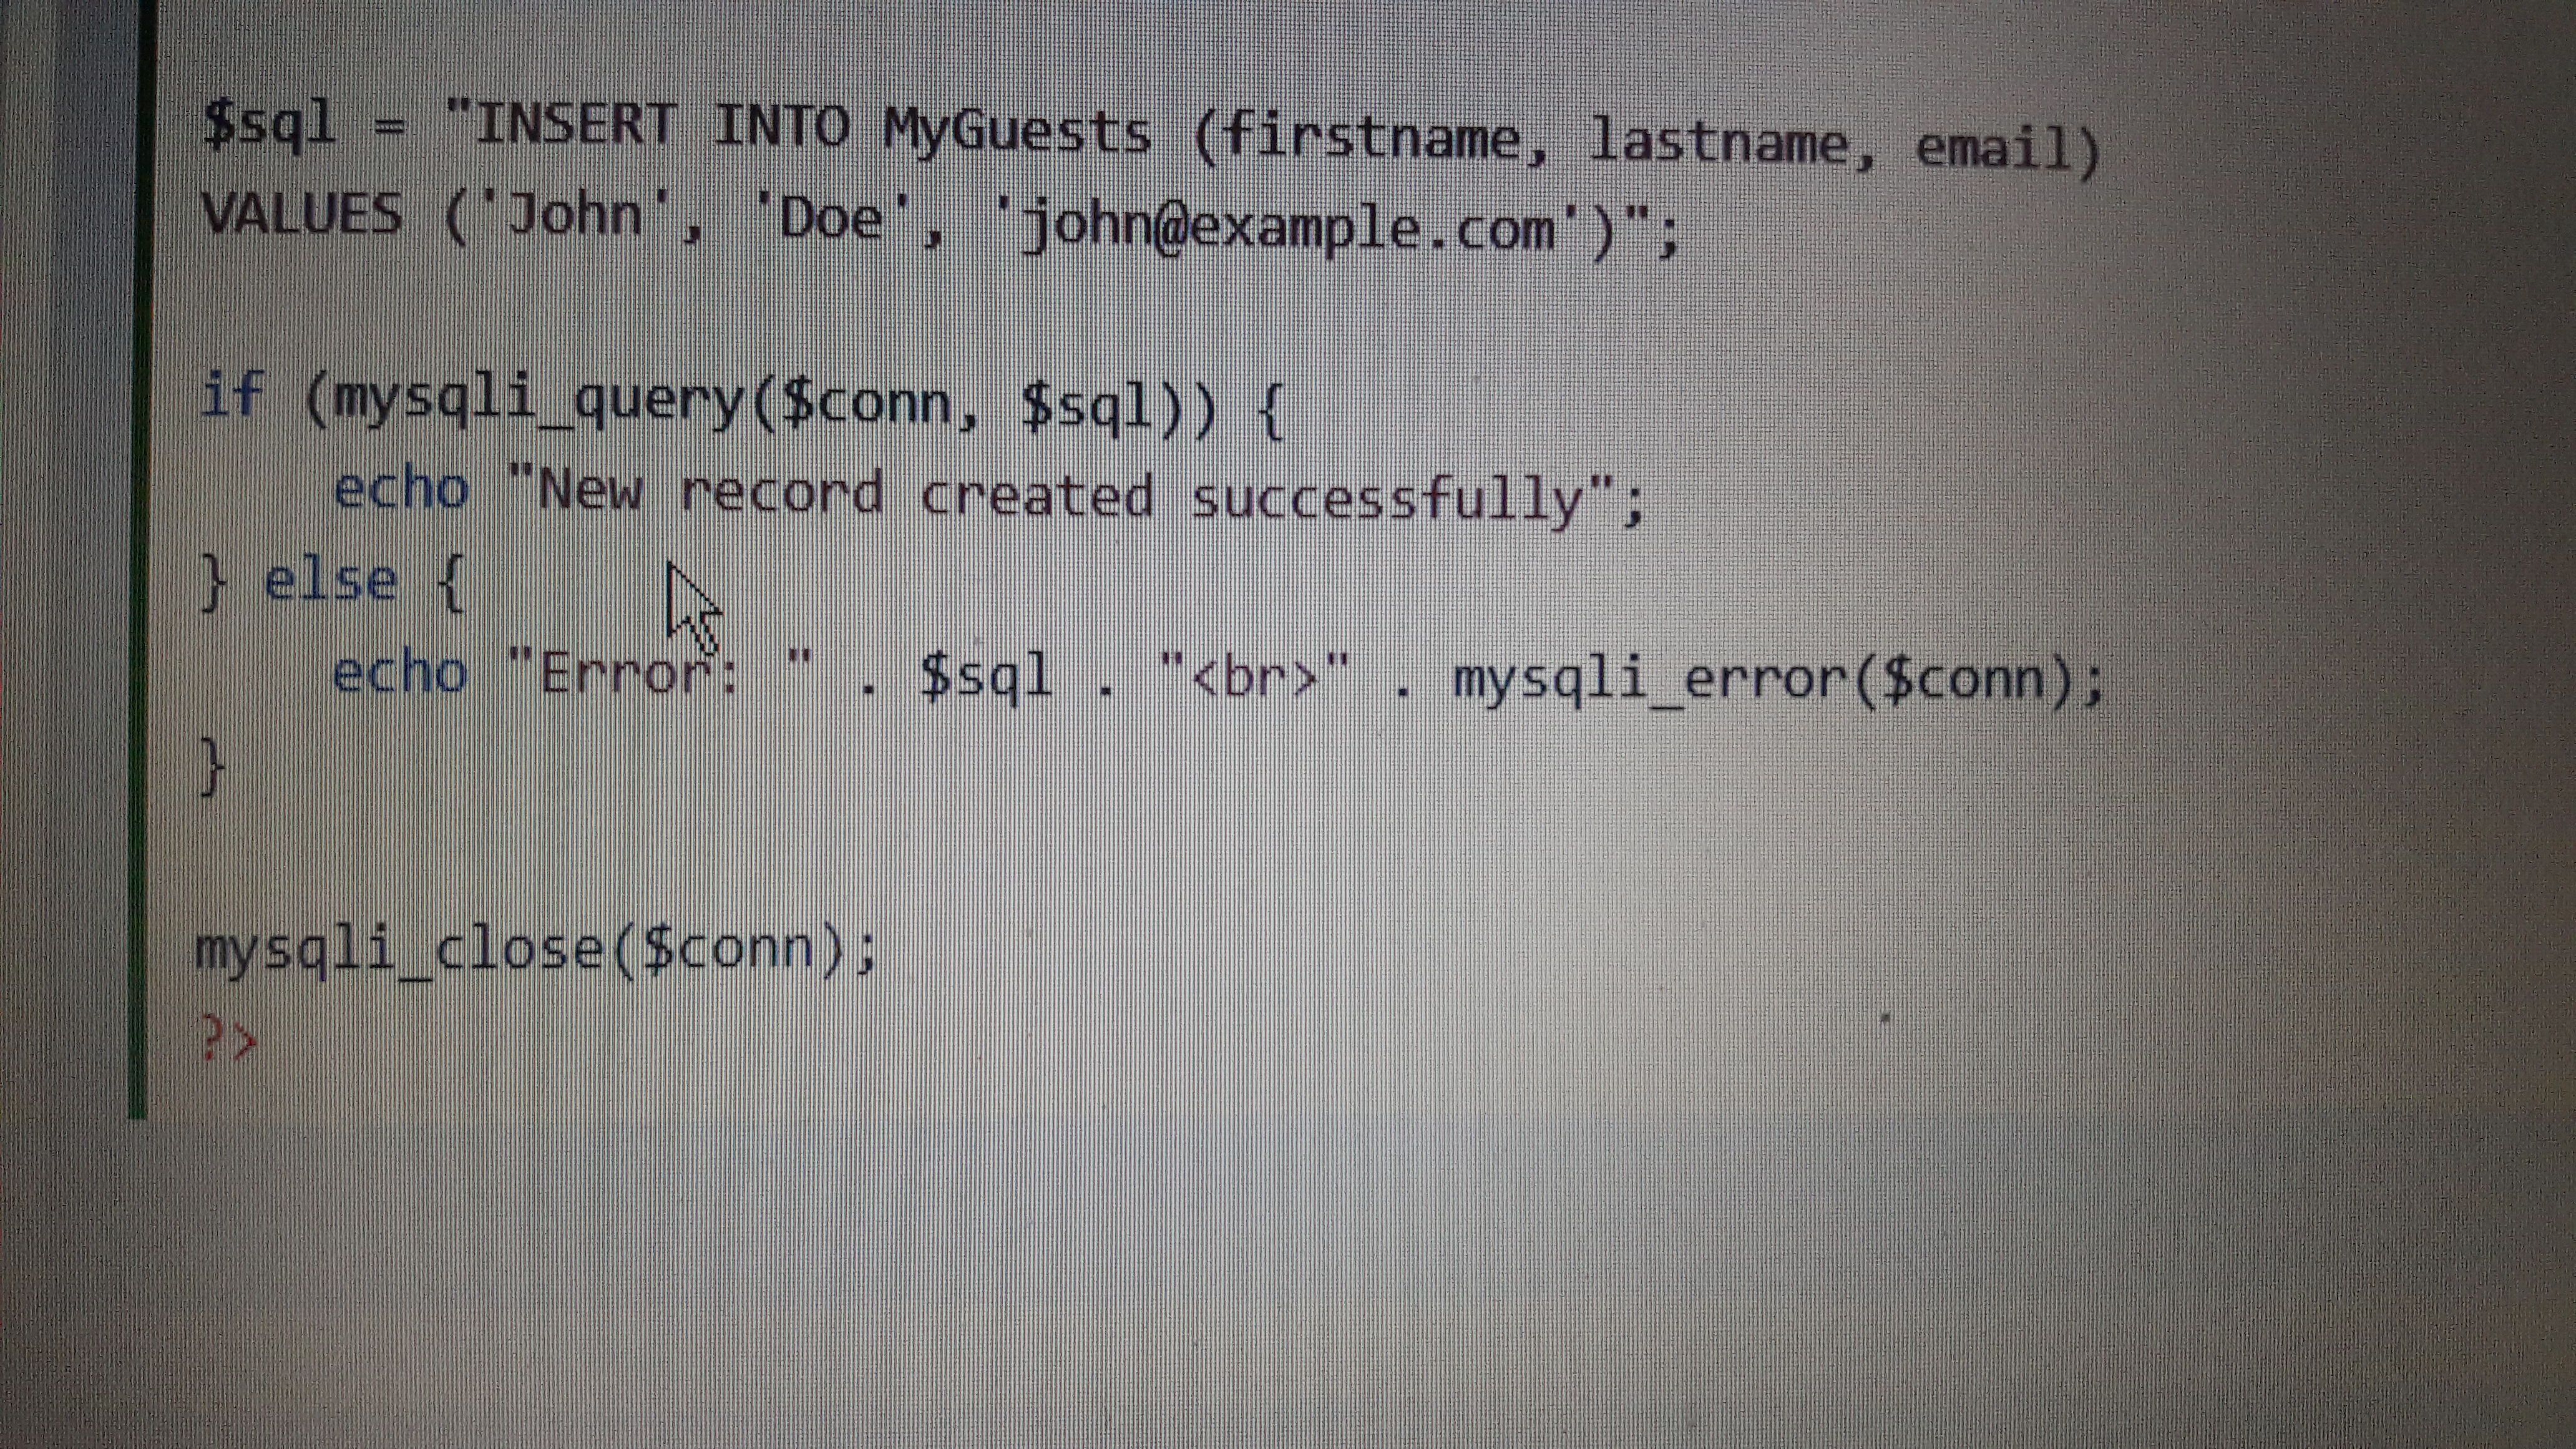 $sql = "INSERT INTO MyGuests (firstname, lastname, email)
VALUES ('John', 'Doe', 'john@example.com')";
if (mysqli_query($conn, $sql)) {
echo "New record created successfully";
} else {
echo "Error: " . $sql . "<br>" . mysqli_error($conn);
}
mysqli_close($conn);
?>